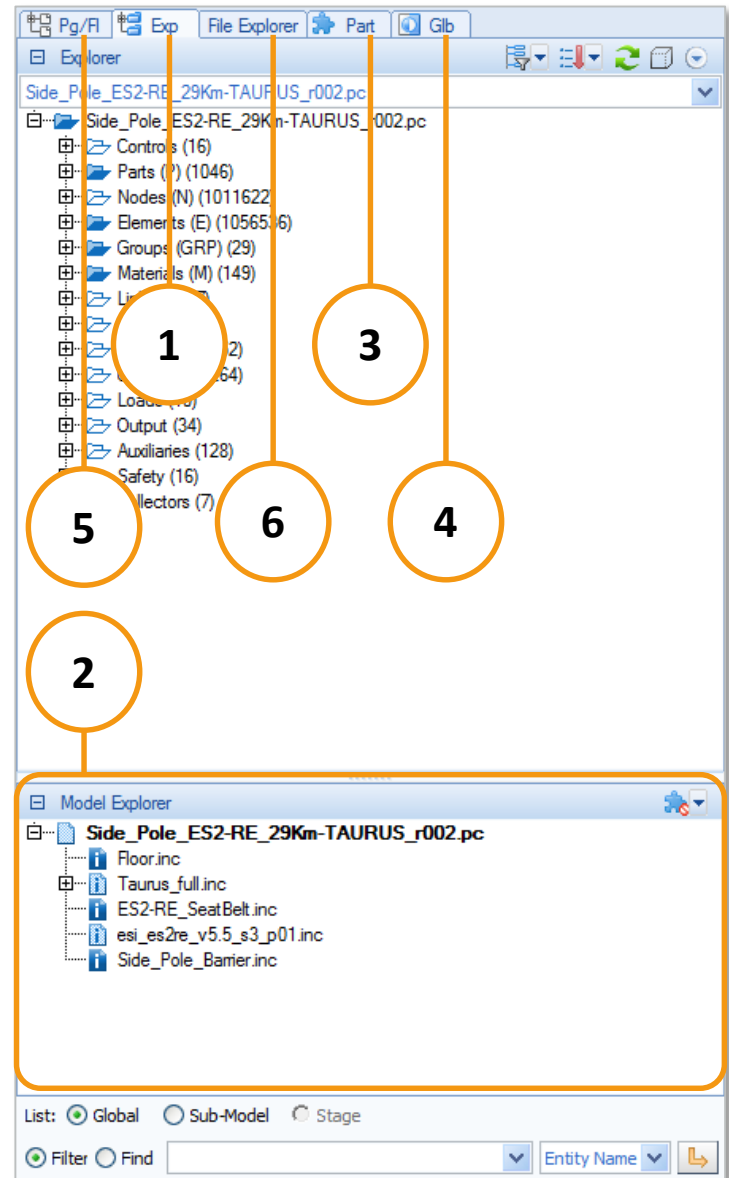 Pg/Fl Exp File Explorer Part Glb
Explorer
Side_Pole_ES2-RE_29Km-TAURUS_r002.pc
Side_Pole_ES2-RE_29Km-TAURUS_r002.pc
Controls (16)
Parts (P) (1046)
Nodes (N) (1011622)
Elements (E) (1056536)
Groups (GRP) (29)
Materials (M) (149)
1
3
Loads
Output (34)
Auxiliaries (128)
Safety (16)
(7)
5
6
4
2
Model Explorer
Side_Pole_ES2-RE_29Km-TAURUS_r002.pc
Floor.inc
Taurus_full.inc
ES2-RE_SeatBelt.inc
esi_es2re_v5.5_s3_p01.inc
Side_Pole_Barrier.inc
List: Global Sub-Model Stage
Filter Find Entity Name